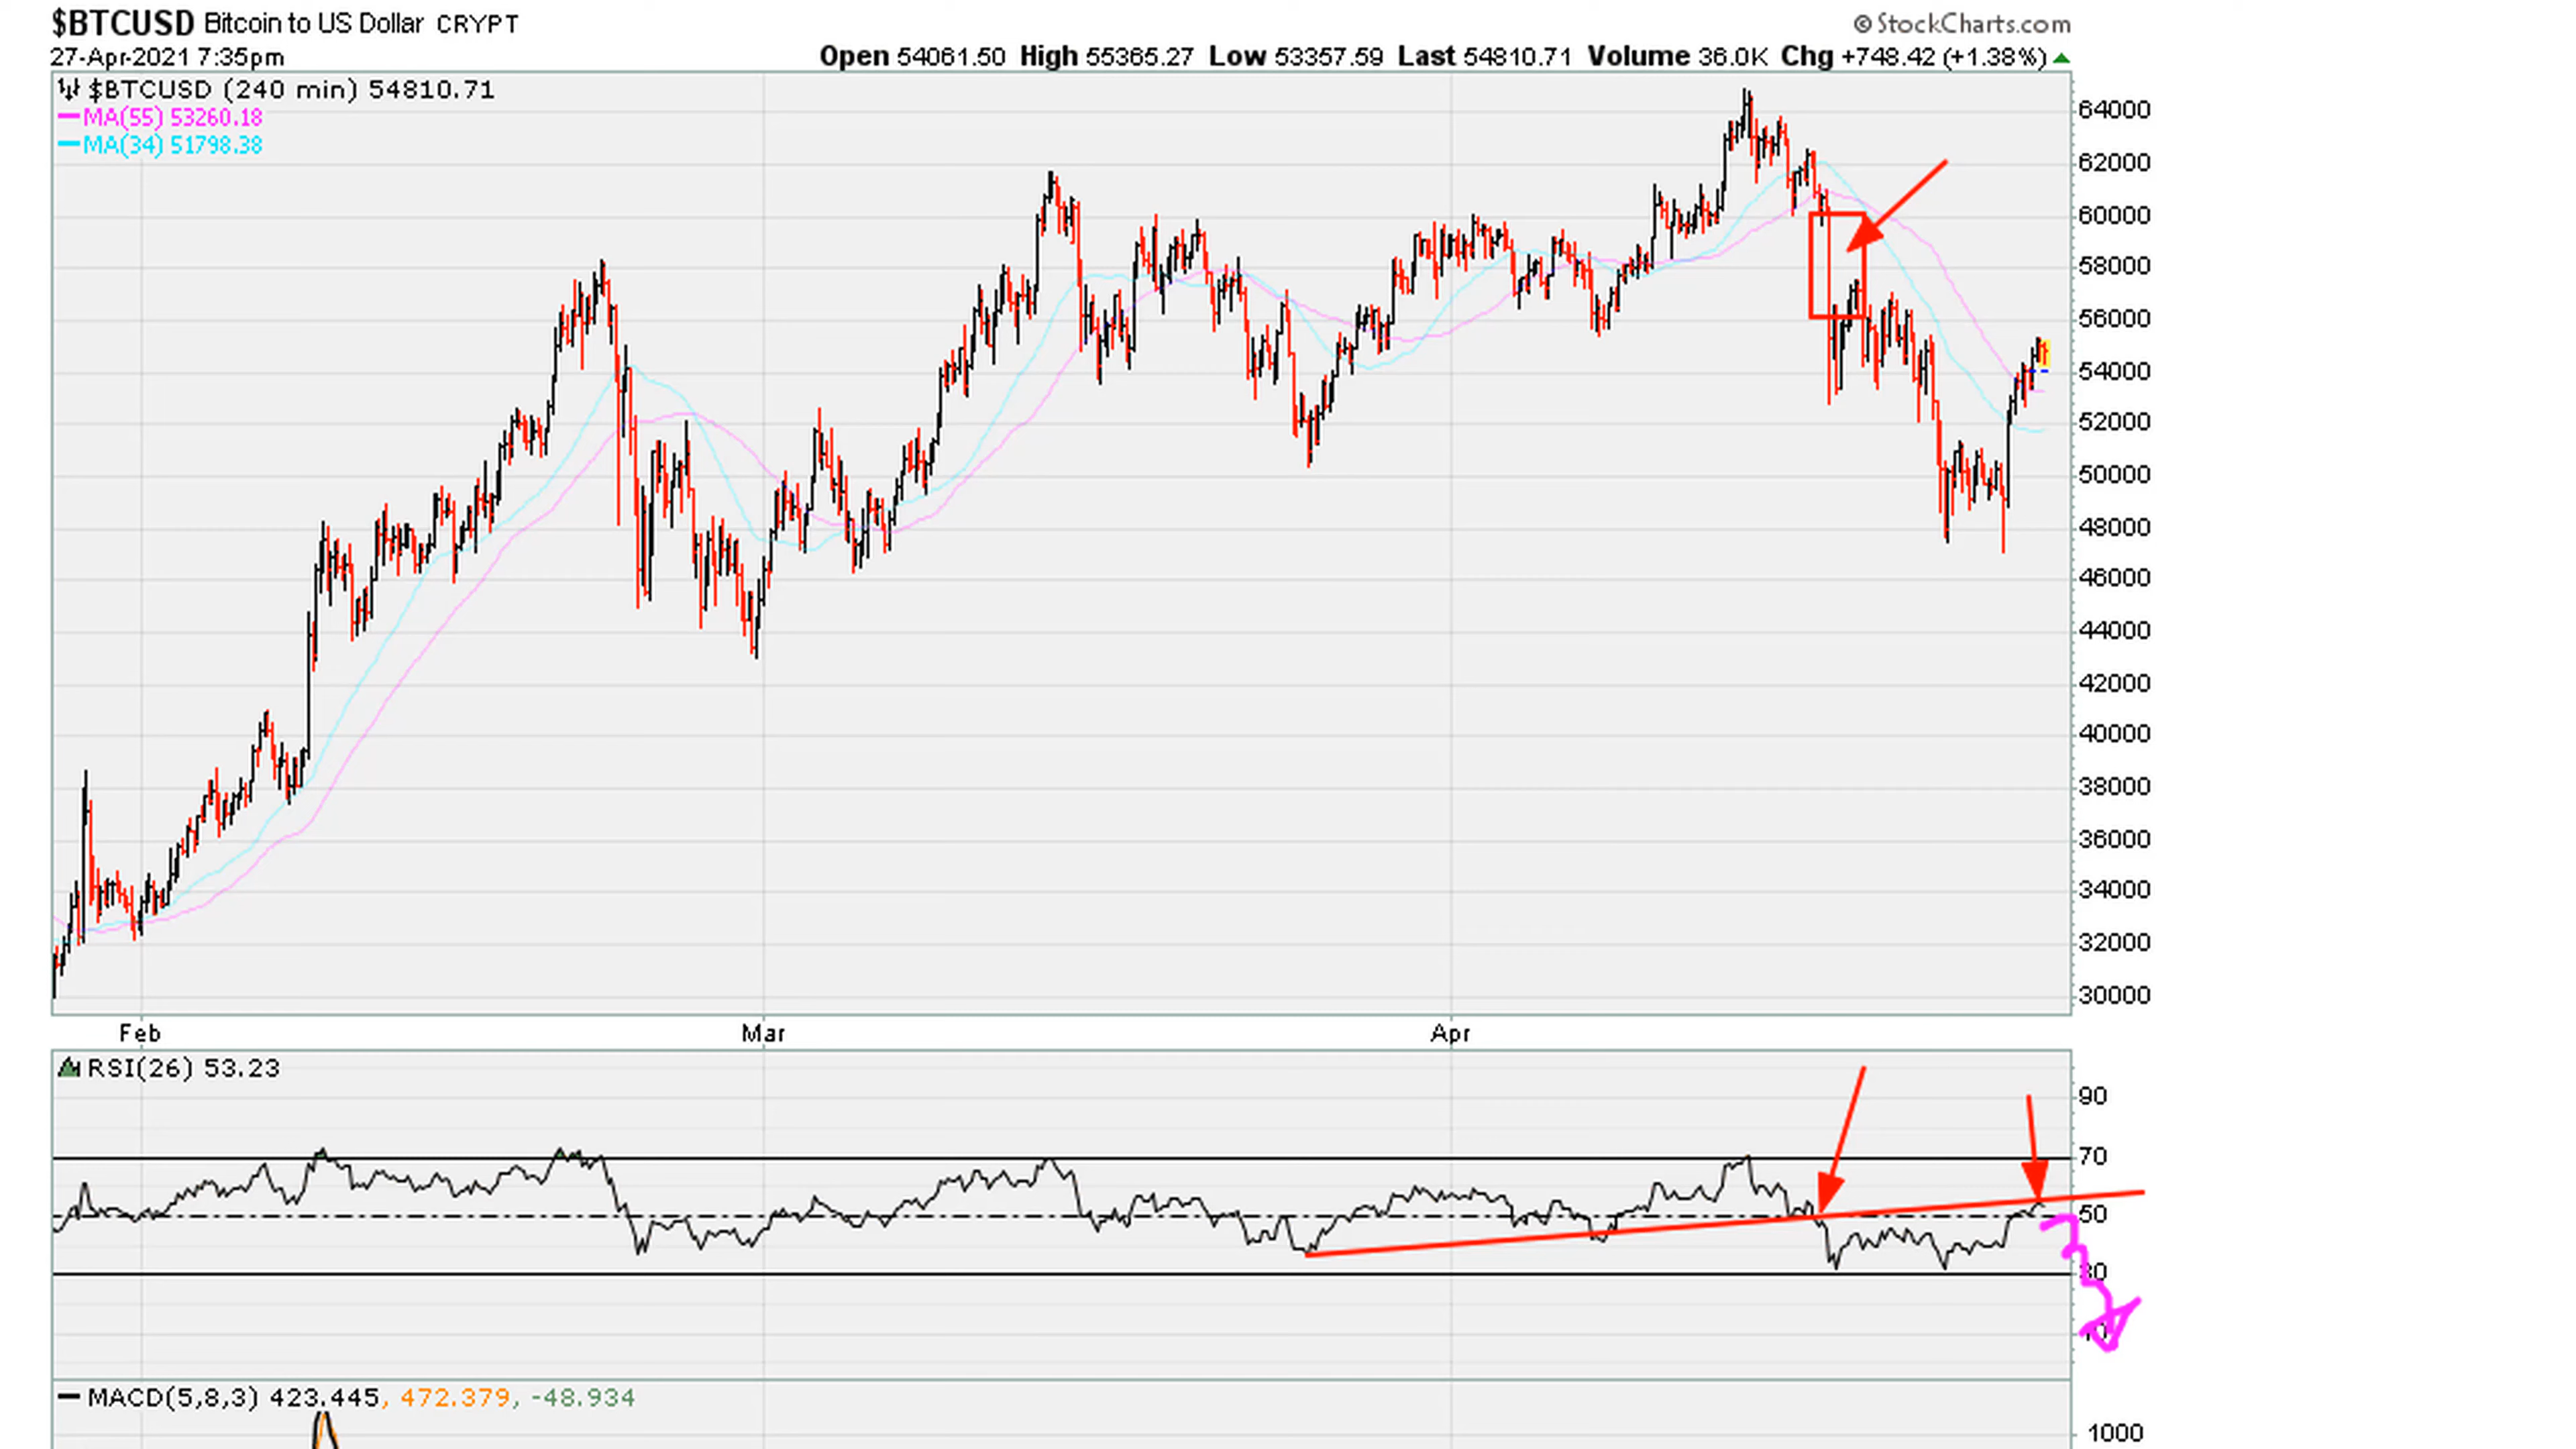 $BTCUSD Bitcoin to US Dollar CRYPT
© StockCharts.com
27-Apr-2021 7:35pm
Open 54061.50 High 55365.27 Low 53357.59 Last 54810.71 Volume 36.0K Chg +748.42 (+1.38%)
$BTCUSD (240 min) 54810.71
MA(55) 53260.18
MA(34) 51798.38
64000
62000
60000
58000
56000
54000
52000
50000
48000
46000
44000
42000
40000
38000
36000
34000
32000
30000
Feb Mar Apr
RSI(26) 53.23
90
70
50
30
MACD(5,8,3) 423.445, 472.379, -48.934
1000